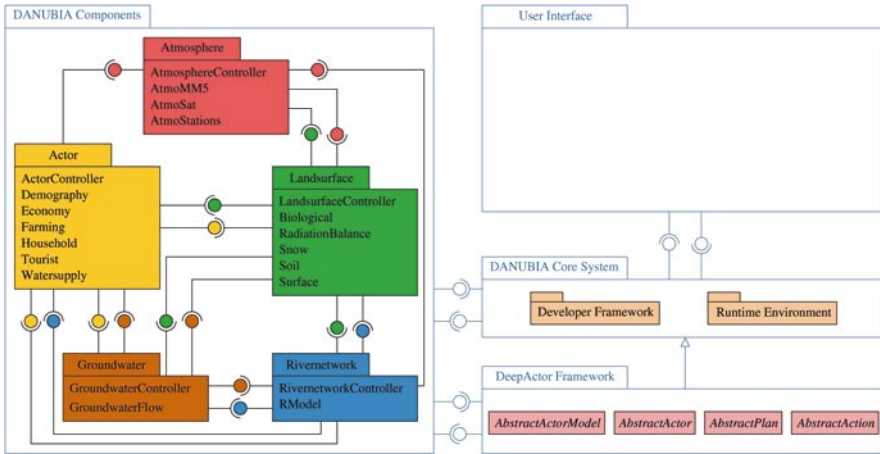 DANUBIA Components
Atmosphere
AtmosphereController
AtmoMM5
AtmoSat
AtmoStations
Actor
ActorController
Demography
Economy
Farming
Household
Tourist
Watersupply
Landsurface
LandsurfaceController
Biological
RadiationBalance
Snow
Soil
Surface
Groundwater
GroundwaterController
GroundwaterFlow
Rivernetwork
RivernetworkController
RModel
User Interface
DANUBIA Core System
Developer Framework
Runtime Environment
DeepActor Framework
AbstractActorModel
AbstractActor
AbstractPlan
AbstractAction